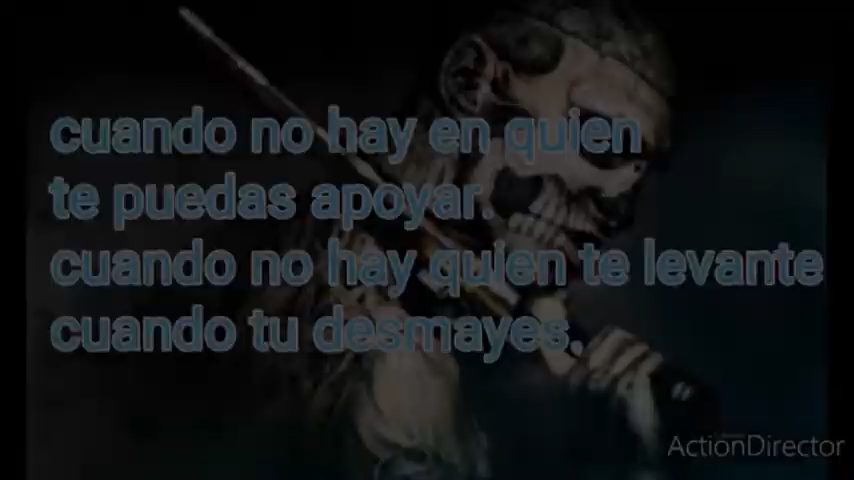 cuando no hay en quien
te puedas apoyar.
cuando no hay quien te levante
cuando tu desmayes.
ActionDirector